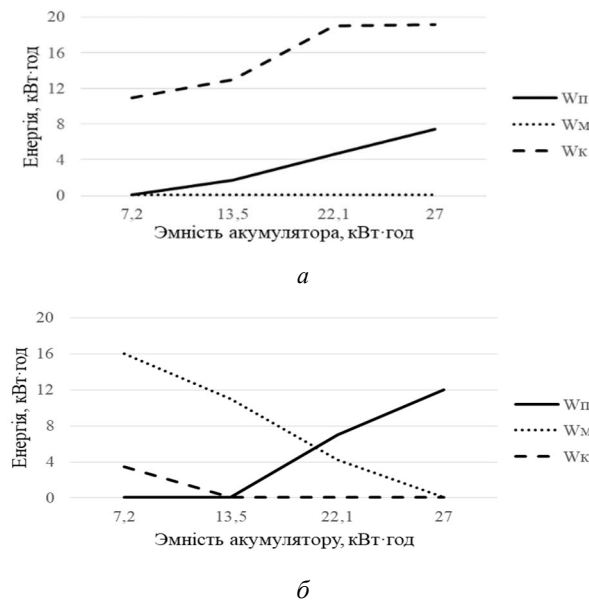 20
16
12
8
4
0
Енергія, кВт·год
7,2 13,5 22,1 27
Эмність акумулятора, кВт·год
Wп
Wм
Wк
а
20
16
12
8
4
0
Енергія, кВт·год
7,2 13,5 22,1 27
Эмність акумулятору, кВт·год
Wп
Wм
Wк
б